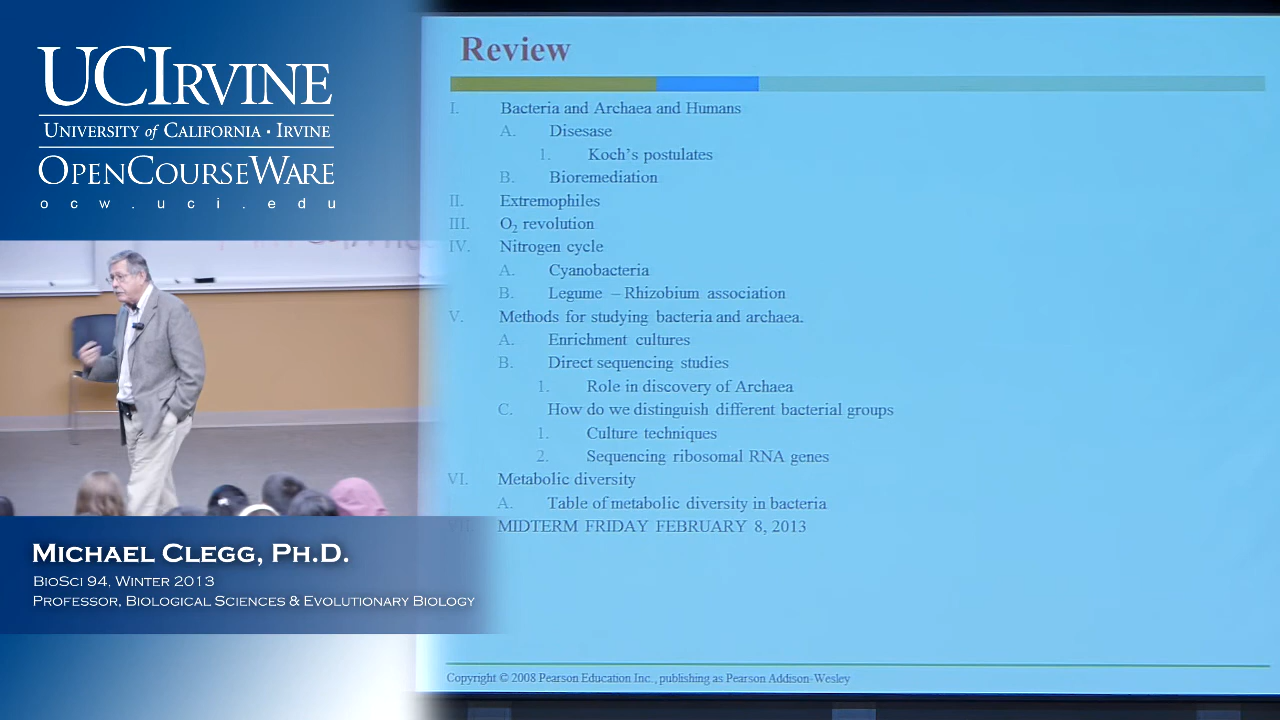 UCIRVINE
UNIVERSITY of CALIFORNIA • IRVINE
OPENCOURSEWARE
ocw.uci.edu
Review
I. Bacteria and Archaea and Humans
A. Disesase
1. Koch's postulates
B. Bioremediation
II. Extremophiles
III. O2 revolution
IV. Nitrogen cycle
A. Cyanobacteria
B. Legume – Rhizobium association
V. Methods for studying bacteria and archaea.
A. Enrichment cultures
B. Direct sequencing studies
1. Role in discovery of Archaea
C. How do we distinguish different bacterial groups
1. Culture techniques
2. Sequencing ribosomal RNA genes
VI. Metabolic diversity
A. Table of metabolic diversity in bacteria
VII. MIDTERM FRIDAY FEBRUARY 8, 2013
Copyright © 2008 Pearson Education Inc., publishing as Pearson Addison-Wesley
MICHAEL CLEGG, PH.D.
BIOSCI 94, WINTER 2013
PROFESSOR, BIOLOGICAL SCIENCES & EVOLUTIONARY BIOLOGY